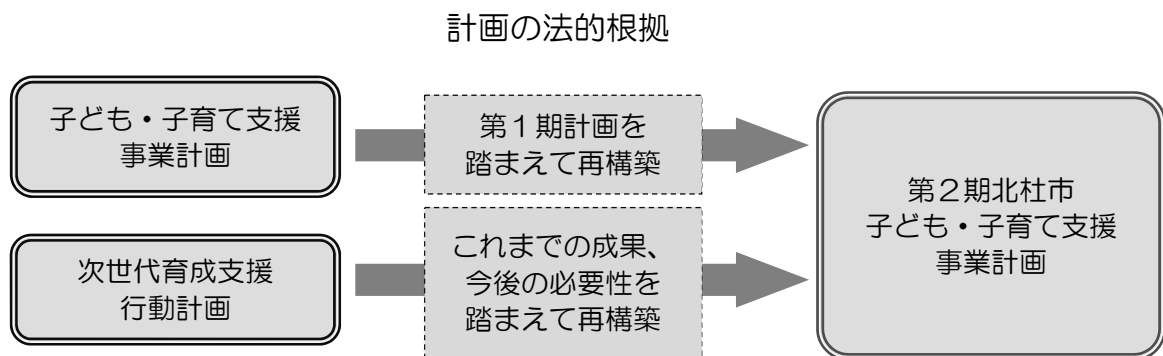 計画の法的根拠
子ども・子育て支援
事業計画
第１期計画を
踏まえて再構築
次世代育成支援
行動計画
これまでの成果、
今後の必要性を
踏まえて再構築
第２期北杜市
子ども・子育て支援
事業計画